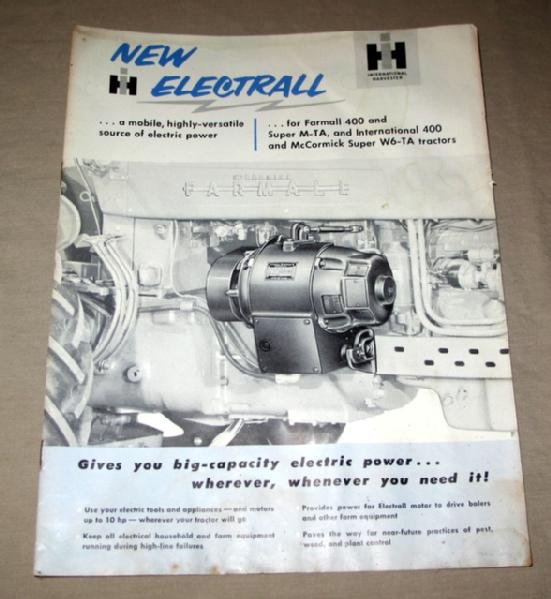 NEW
IH ELECTRALL
IH
INTERNATIONAL
HARVESTER
. . . a mobile, highly-versatile
source of electric power
. . . for Farmall 400 and
Super M-TA, and International 400
and McCormick Super W6-TA tractors
FARMALL
Gives you big-capacity electric power . . .
wherever, whenever you need it!
Use your electric tools and appliances — and motors
up to 10 hp — wherever your tractor will go
Keep all electrical household and farm equipment
running during high-line failures
Provides power for Electrall motor to drive balers
and other farm equipment
Paves the way for near-future practices of pest,
weed, and plant control